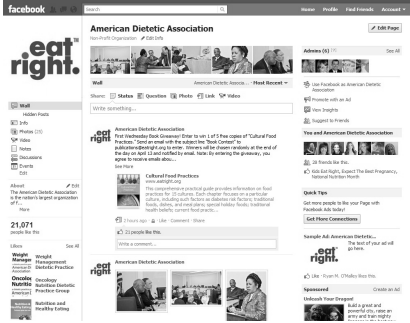 facebook
Search
Home Profile Find Friends Account
eat
right.
American Dietetic Association
Non-Profit Organization Edit Info
Edit Page
Wall
American Dietetic Associa... Most Recent
Share: Status Question Photo Link Video
Write something...
Wall
Hidden Posts
Info
Photos (25)
Video
Notes
Discussions
Events
Edit
About Edit
The American Dietetic Association
is the nation's largest organization
of f...
More
21,071
people like this
Likes See All
Weight
Management
Dietetic Practice
Oncology
Nutrition Dietetic
Practice Group
Nutrition and
Healthy Eating
eat
right
American Dietetic Association
First Wednesday Book Giveaway! Enter to win 1 of 5 free copies of "Cultural Food
Practices." Send an email with the subject line "Book Contest" to
publications@eatright.org to enter. Winners will be chosen randomly at the end of
the day on April 13 and notified by email. Note: By entering the giveaway, you
agree to receive emails abou...
See More
Cultural Food Practices
www.eatright.org
This comprehensive practical guide provides information on food
practices for 15 cultures. Each chapter focuses on a particular
culture, including such factors as diabetes risk factors; traditional
foods, dishes, and meal plans; special holiday foods; traditional
health beliefs; current food practic...
2 hours ago Like Comment Share
21 people like this.
Write a comment...
eat
right
American Dietetic Association
Admins (6) See All
Use Facebook as American Dietetic
Association
Promote with an Ad
View Insights
Suggest to Friends
You and American Dietetic Association
38 friends like this.
Kids Eat Right, Expect The Best Pregnancy,
National Nutrition Month
Quick Tips
Get more people to like your Page with
Facebook Ads today!
Get More Connections
Sample Ad: American Dietetic...
eat
right.
The text of your ad will
go here.
Like Ryan M. O'Malley likes this.
Sponsored Create an Ad
Unleash Your Dragon!
Build a great and
powerful city, raise an
army and train mighty